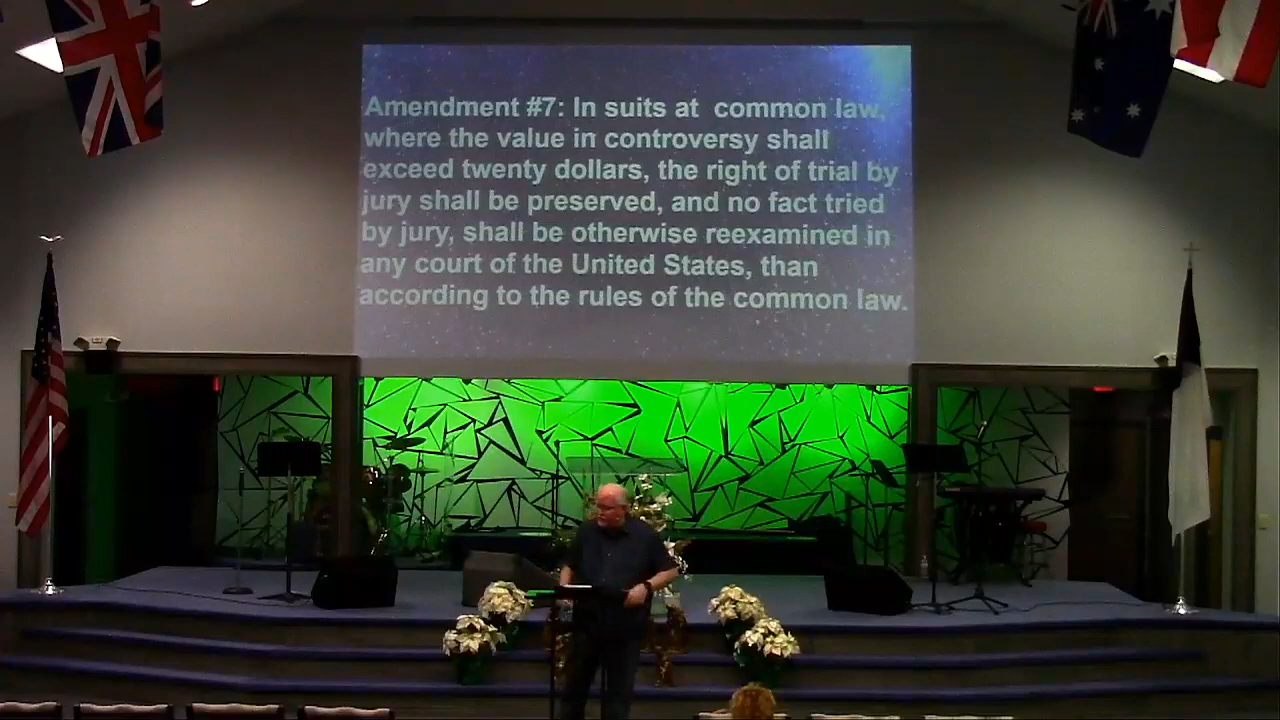 Amendment #7: In suits at common law,
where the value in controversy shall
exceed twenty dollars, the right of trial by
jury shall be preserved, and no fact tried
by jury, shall be otherwise reexamined in
any court of the United States, than
according to the rules of the common law.